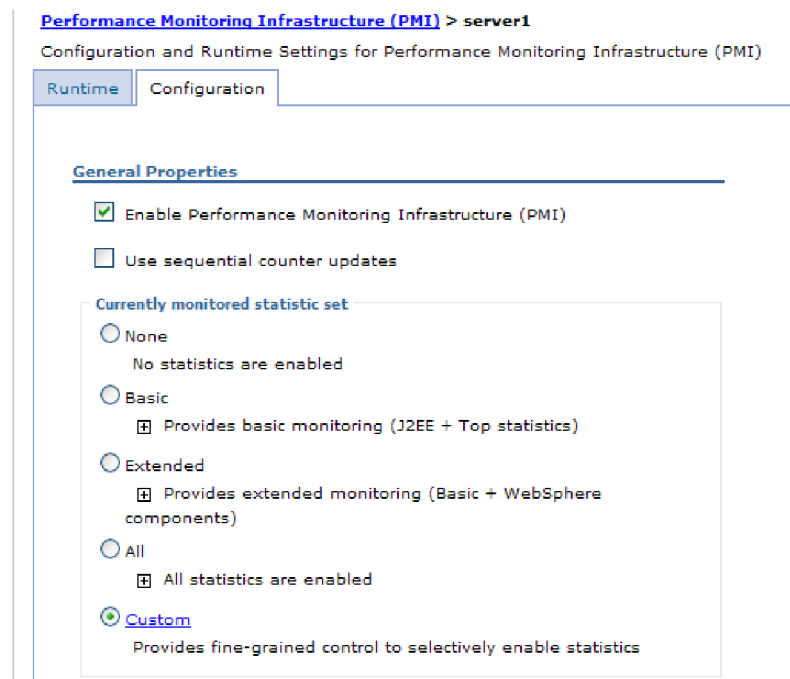 Performance Monitoring Infrastructure (PMI) > server1
Configuration and Runtime Settings for Performance Monitoring Infrastructure (PMI)
Runtime
Configuration
General Properties
Enable Performance Monitoring Infrastructure (PMI)
Use sequential counter updates
Currently monitored statistic set
None
No statistics are enabled
Basic
Provides basic monitoring (J2EE + Top statistics)
Extended
Provides extended monitoring (Basic + WebSphere
components)
All
All statistics are enabled
Custom
Provides fine-grained control to selectively enable statistics